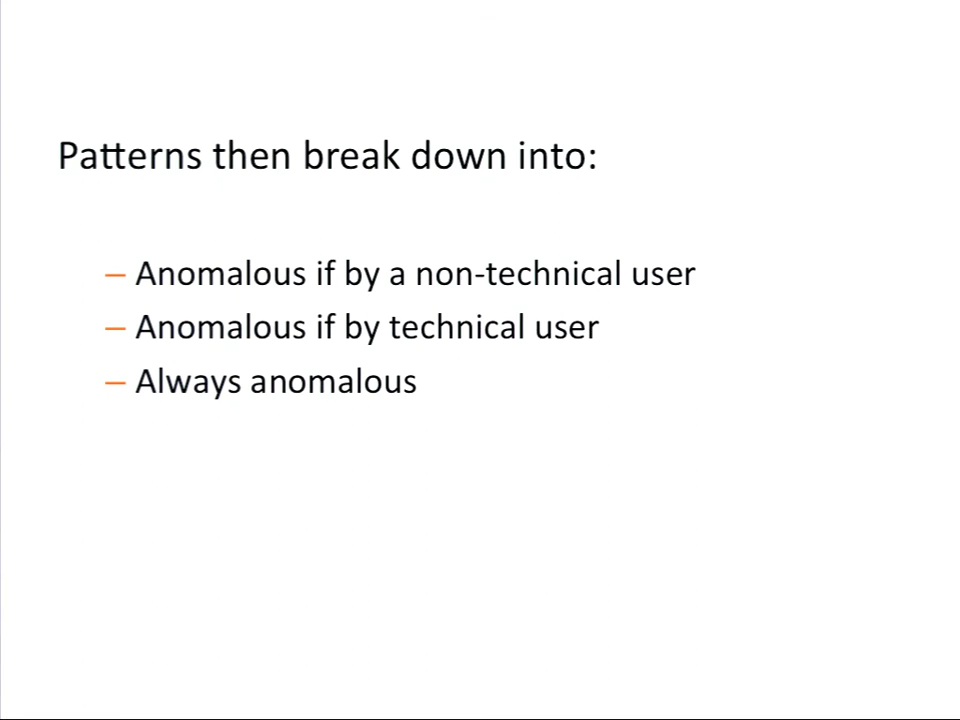 Patterns then break down into:
– Anomalous if by a non-technical user
– Anomalous if by technical user
– Always anomalous